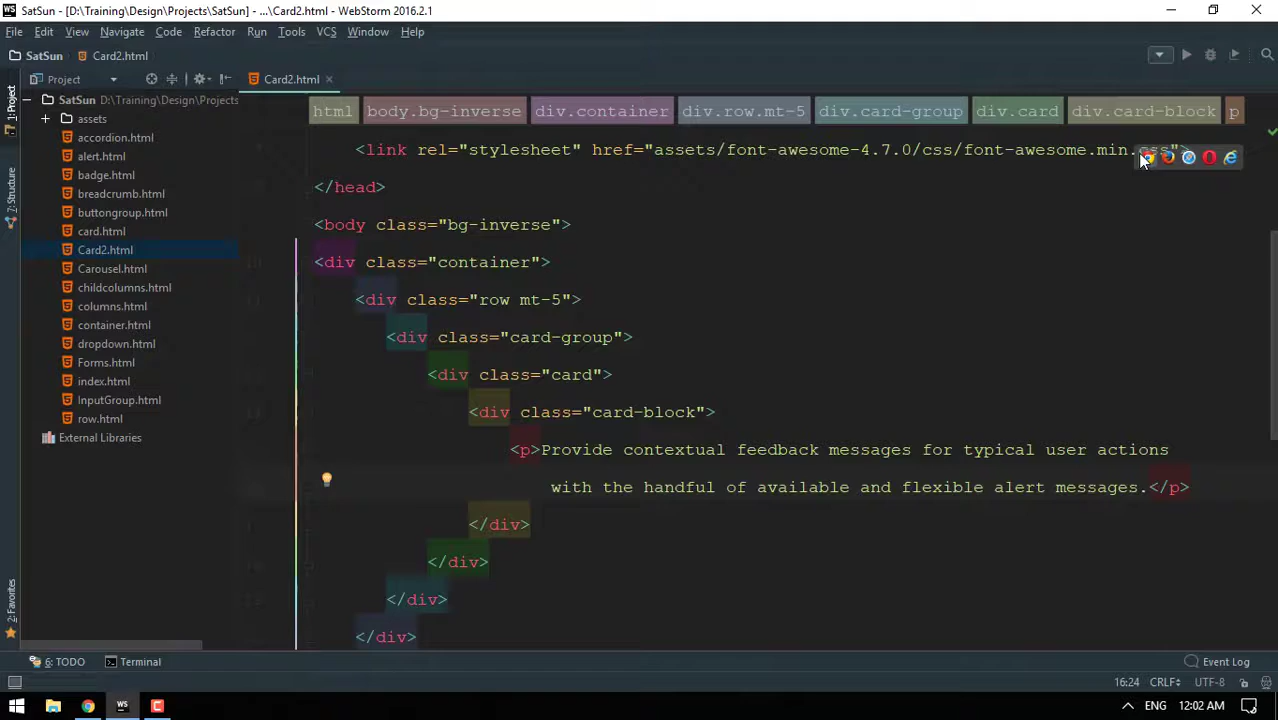 SatSun - [D:\Training\Design\Projects\SatSun] - ...\Card2.html] - WebStorm 2016.2.1
File Edit View Navigate Code Refactor Run Tools VCS Window Help
SatSun Card2.html
Project Card2.html
1: Project
7: Structure
2: Favorites
SatSun D:\Training\Design\Projects
assets
accordion.html
alert.html
badge.html
breadcrumb.html
buttongroup.html
card.html
Card2.html
Carousel.html
childcolumns.html
columns.html
container.html
dropdown.html
Forms.html
index.html
InputGroup.html
row.html
External Libraries
html body.bg-inverse div.container div.row.mt-5 div.card-group div.card div.card-block p
<link rel="stylesheet" href="assets/font-awesome-4.7.0/css/font-awesome.min.css">
</head>
<body class="bg-inverse">
<div class="container">
<div class="row mt-5">
<div class="card-group">
<div class="card">
<div class="card-block">
<p>Provide contextual feedback messages for typical user actions
with the handful of available and flexible alert messages.</p>
</div>
</div>
</div>
</div>
6: TODO Terminal Event Log
16:24 CRLF UTF-8
ENG 12:02 AM